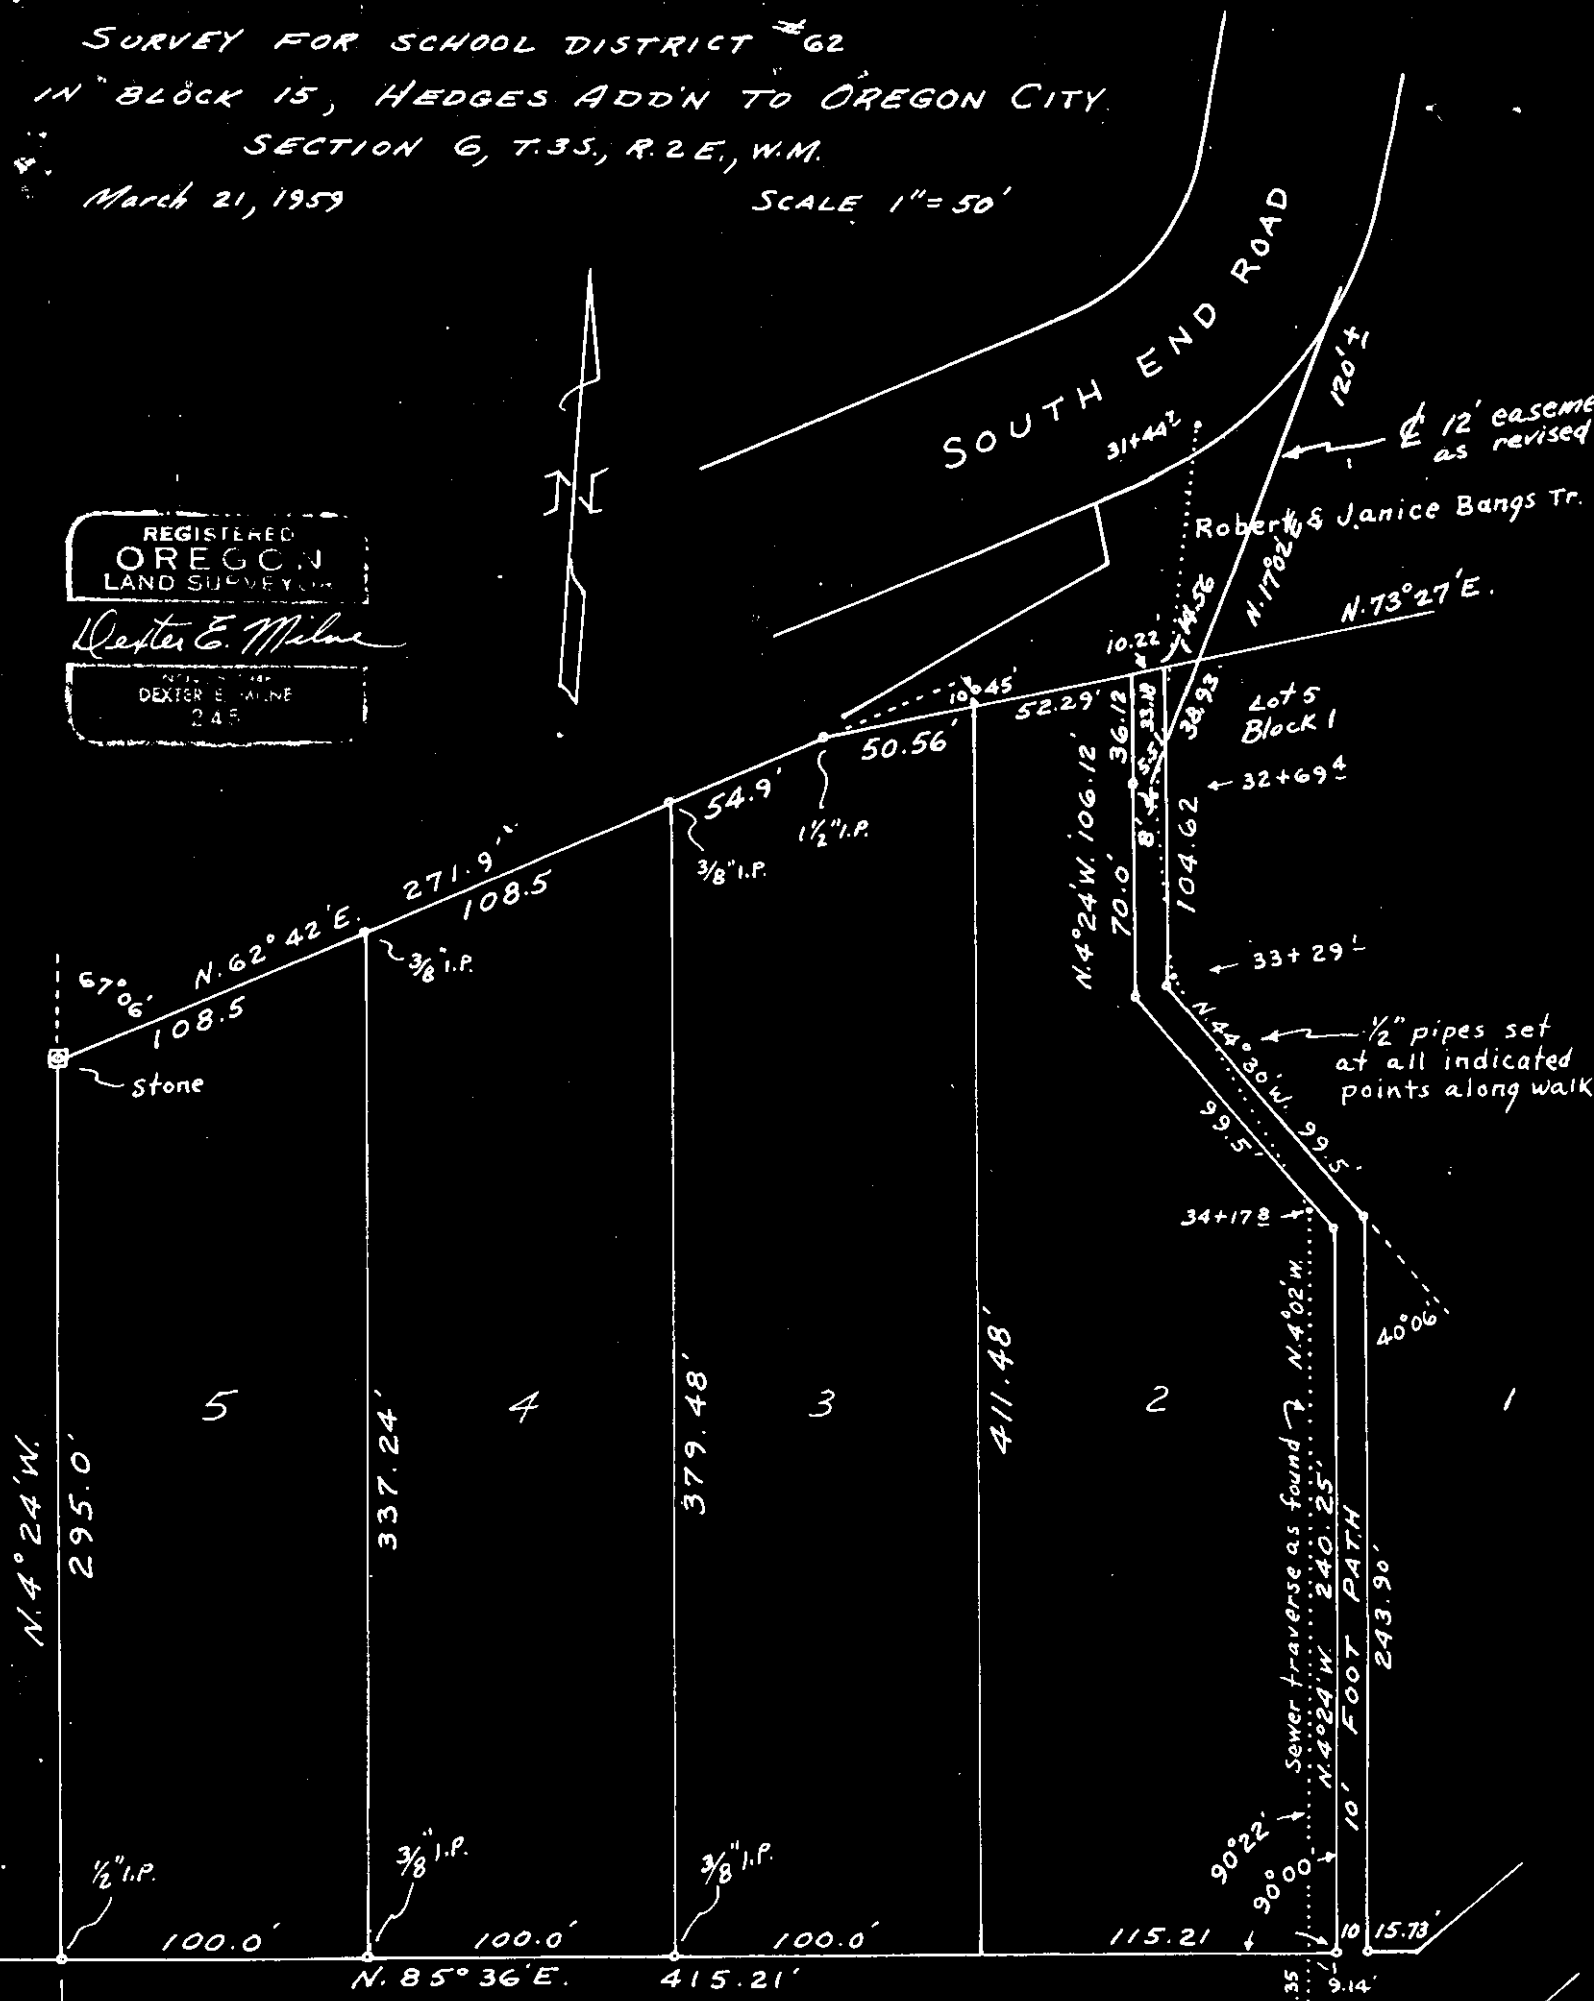 SURVEY FOR SCHOOL DISTRICT #62
IN BLOCK 15, HEDGES ADD'N TO OREGON CITY
SECTION 6, T.3S., R.2E., W.M.
March 21, 1959
SCALE 1"=50'
SOUTH END ROAD
31+44
120'±
℄ 12' easeme
as revised
Robert & Janice Bangs Tr.
N
REGISTERED
OREGON
LAND SURVEYOR
Dexter E. Milne
DEXTER E. MILNE
245
N.17°02'E
N.73°27'E.
14.56
10.22'
10°45'
52.29'
50.56'
36.12
33.18
38.93
5.51
8'
Lot 5
Block 1
32+69 4
54.9'
1½" I.P.
3/8" I.P.
N.4°24'W. 106.12'
70.0'
104.62
271.9'
108.5
N.62°42'E.
3/8" I.P.
33+29 1
67°06'
108.5
stone
N.44°30'W. 99.5'
½" pipes set
at all indicated
points along walk
99.5'
34+17 8
40°06'
5
4
3
2
1
N.4°24'W.
295.0'
337.24'
379.48'
411.48'
Sewer traverse as found
N.4°02'W.
N.4°24'W. 240.25'
10' FOOT PATH
243.90'
90°22'
90°00'
½" I.P.
3/8" I.P.
3/8" I.P.
100.0'
100.0'
100.0'
115.21
10
15.73'
N.85°36'E.
415.21'
.35
9.14'